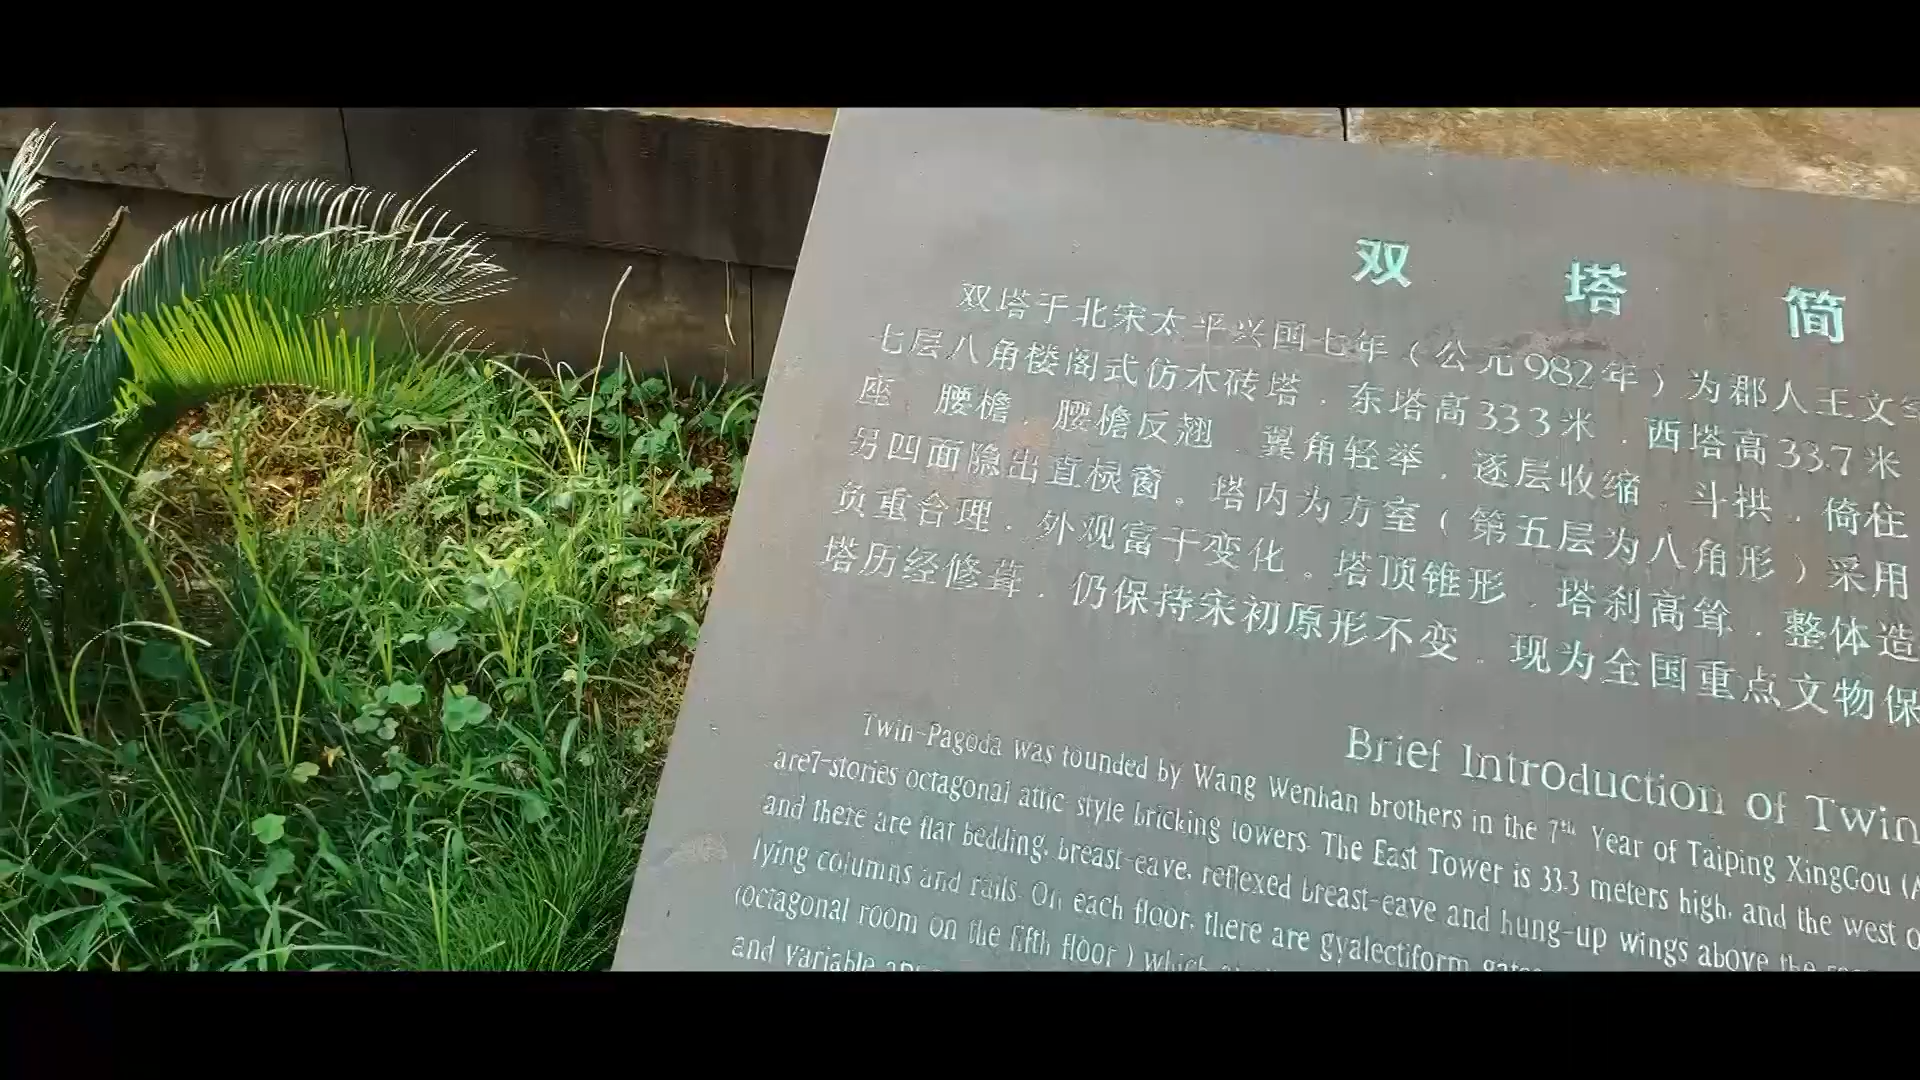 双 塔 简
双塔于北宋太平兴国七年（公元982年）为郡人王文
七层八角楼阁式仿木砖塔．东塔高33.3米．西塔高33.7米
座、腰檐．腰檐反翘．翼角轻举．逐层收缩．斗拱．倚柱
另四面隐出直棂窗。塔内为方室（第五层为八角形）采用
负重合理．外观富于变化。塔顶锥形．塔刹高耸．整体造
塔历经修葺．仍保持宋初原形不变．现为全国重点文物保
Brief Introduction of Twin
Twin-Pagoda was founded by Wang Wenhan brothers in the 7th Year of Taiping XingGou (A
are7-stories octagonal attic style bricking towers. The East Tower is 33.3 meters high, and the west o
and there are flat bedding, breast-eave, reflexed breast-eave and hung-up wings above the
lying columns and rails. On each floor, there are gyalectiform
(octagonal room on the fifth floor) which
and variable